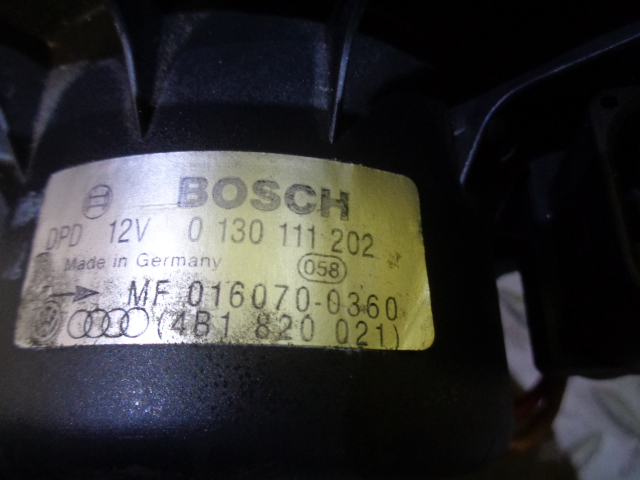 BOSCH
DPD 12V 0 130 111 202
Made in Germany 058
MF 016070-0360
(4B1 820 021)